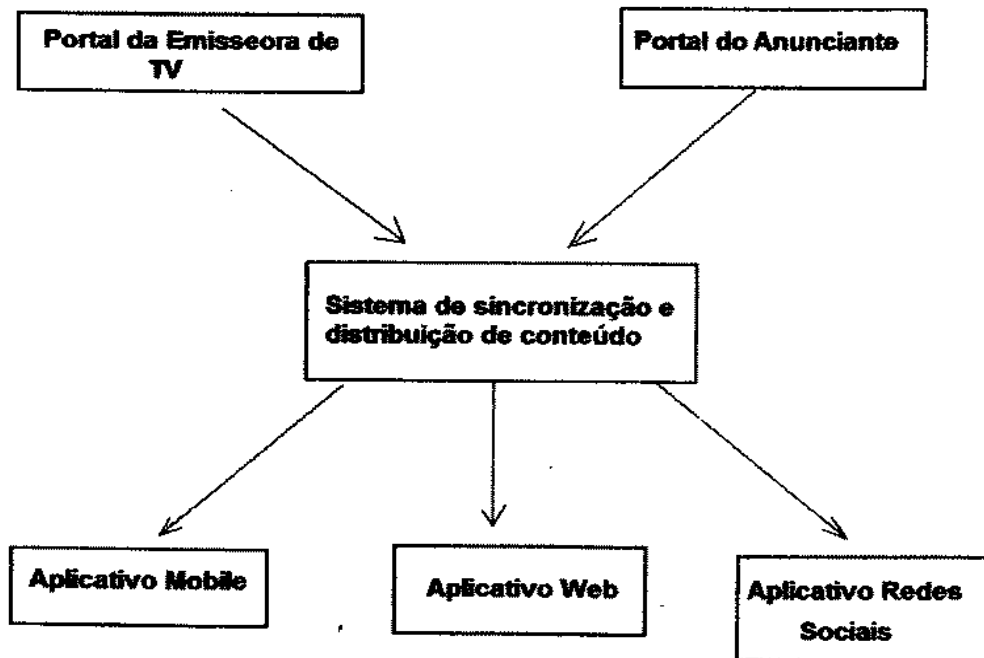 Portal da Emisseora de
TV
Portal do Anunciante
Sistema de sincronização e
distribuição de conteúdo
Aplicativo Mobile
Aplicativo Web
Aplicativo Redes
Sociais